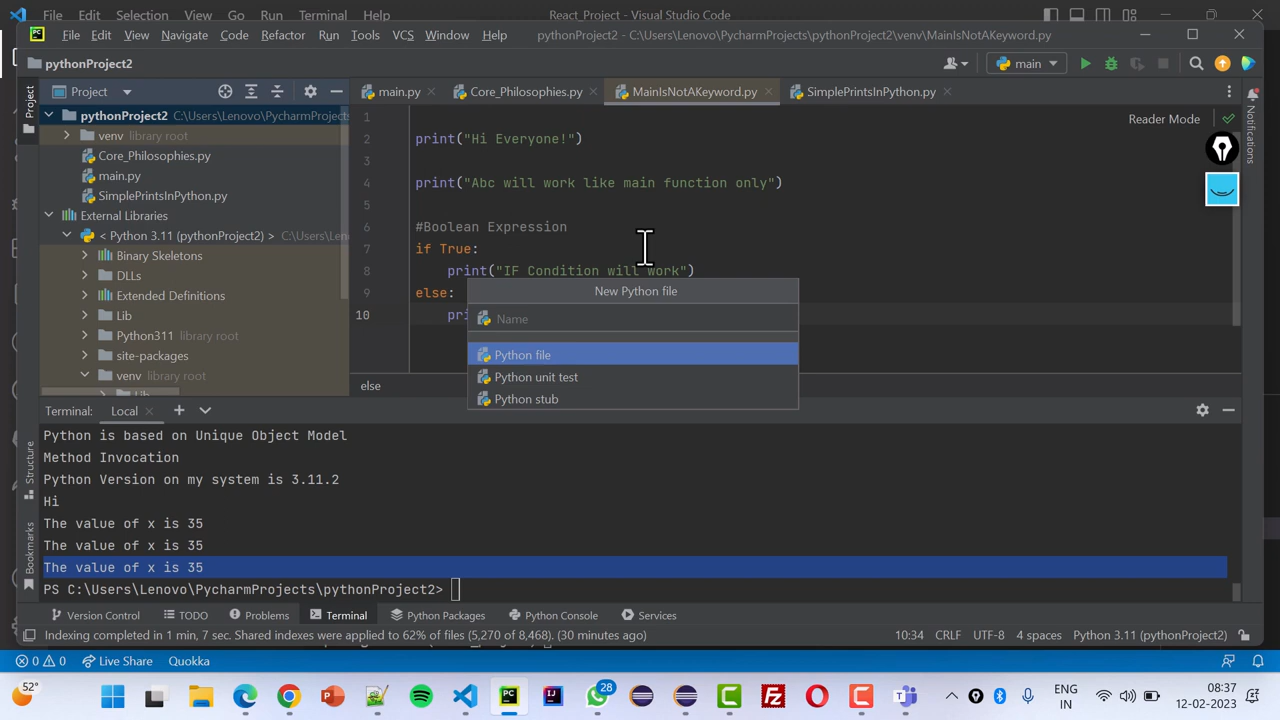 File Edit Selection View Go Run Terminal Help React_Project - Visual Studio Code
File Edit View Navigate Code Refactor Run Tools VCS Window Help pythonProject2 - C:\Users\Lenovo\PycharmProjects\pythonProject2\venv\MainIsNotAKeyword.py
pythonProject2 main
Project Project main.py Core_Philosophies.py MainIsNotAKeyword.py SimplePrintsInPython.py
pythonProject2 C:\Users\Lenovo\PycharmProjects
venv library root
Core_Philosophies.py
main.py
SimplePrintsInPython.py
External Libraries
< Python 3.11 (pythonProject2) > C:\Users\Len
Binary Skeletons
DLLs
Extended Definitions
Lib
Python311 library root
site-packages
venv library root
Lib
Reader Mode
Notifications
1
2 print("Hi Everyone!")
3
4 print("Abc will work like main function only")
5
6 #Boolean Expression
7 if True:
8 print("IF Condition will work")
9 else:
10 pri
else
New Python file
Name
Python file
Python unit test
Python stub
Terminal: Local
Python is based on Unique Object Model
Method Invocation
Python Version on my system is 3.11.2
Hi
The value of x is 35
The value of x is 35
The value of x is 35
PS C:\Users\Lenovo\PycharmProjects\pythonProject2>
Structure
Bookmarks
Version Control TODO Problems Terminal Python Packages Python Console Services
Indexing completed in 1 min, 7 sec. Shared indexes were applied to 62% of files (5,270 of 8,468). (30 minutes ago) 10:34 CRLF UTF-8 4 spaces Python 3.11 (pythonProject2)
0 0 Live Share Quokka
52° 28 ENG IN 08:37 12-02-2023